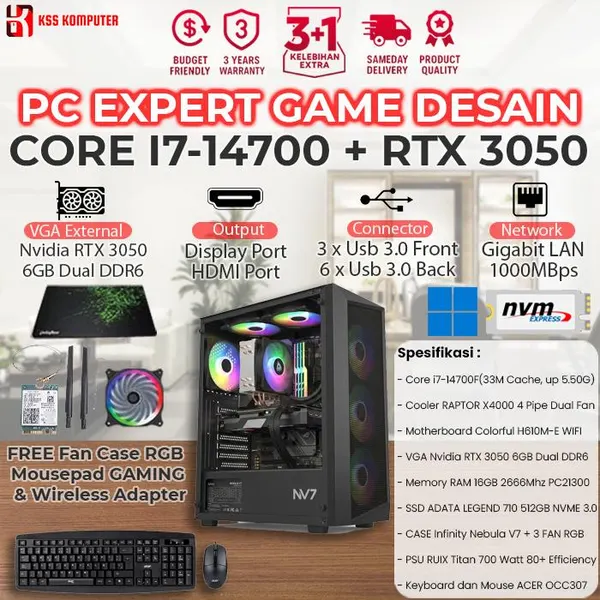 KSS KOMPUTER
BUDGET
FRIENDLY
3
3 YEARS
WARRANTY
3+1
KELEBIHAN
EXTRA
SAMEDAY
DELIVERY
PRODUCT
QUALITY
PC EXPERT GAME DESAIN
CORE I7-14700 + RTX 3050
VGA External
Nvidia RTX 3050
6GB Dual DDR6
Output
Display Port
HDMI Port
Connector
3 x Usb 3.0 Front
6 x Usb 3.0 Back
Network
Gigabit LAN
1000MBps
nvm
EXPRESS
Spesifikasi :
- Core i7-14700F(33M Cache, up 5.50G)
- Cooler RAPTOR X4000 4 Pipe Dual Fan
- Motherboard Colorful H610M-E WIFI
- VGA Nvidia RTX 3050 6GB Dual DDR6
- Memory RAM 16GB 2666Mhz PC21300
- SSD ADATA LEGEND 710 512GB NVME 3.0
- CASE Infinity Nebula V7 + 3 FAN RGB
- PSU RUIX Titan 700 Watt 80+ Efficiency
- Keyboard dan Mouse ACER OCC307
FREE Fan Case RGB
Mousepad GAMING
& Wireless Adapter
NV7